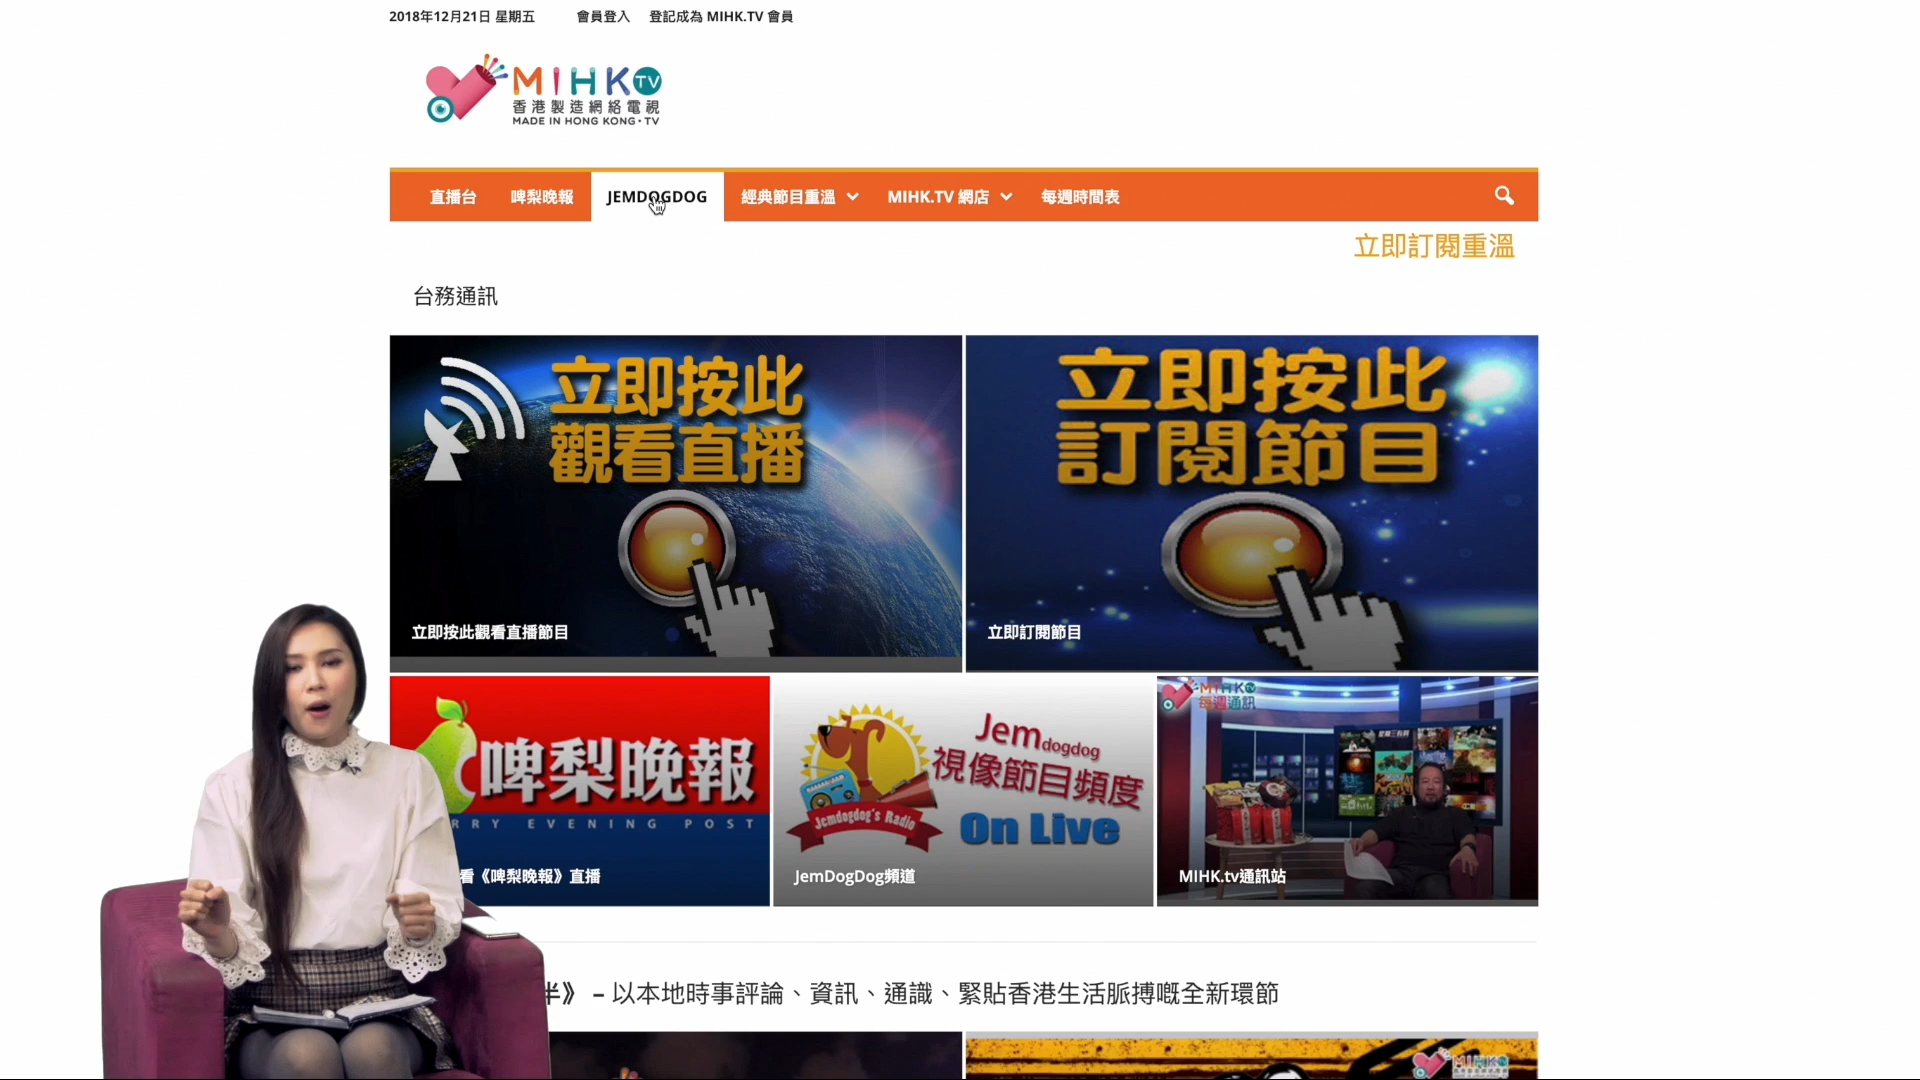 2018年12月21日 星期五 會員登入 登記成為 MIHK.TV 會員
MIHK TV
香港製造網絡電視
MADE IN HONG KONG・TV
直播台 啤梨晚報 JEMDOGDOG 經典節目重溫 MIHK.TV 網店 每週時間表
立即訂閱重溫
台務通訊
立即按此
觀看直播
立即按此觀看直播節目
立即按此
訂閱節目
立即訂閱節目
啤梨晚報
RRY EVENING POST
看《啤梨晚報》直播
Jemdogdog
視像節目頻度
On Live
Jemdogdog's Radio
JemDogDog頻道
MIHK TV
每週通訊
MIHK.tv通訊站
半》 – 以本地時事評論、資訊、通識、緊貼香港生活脈搏嘅全新環節
MIHK